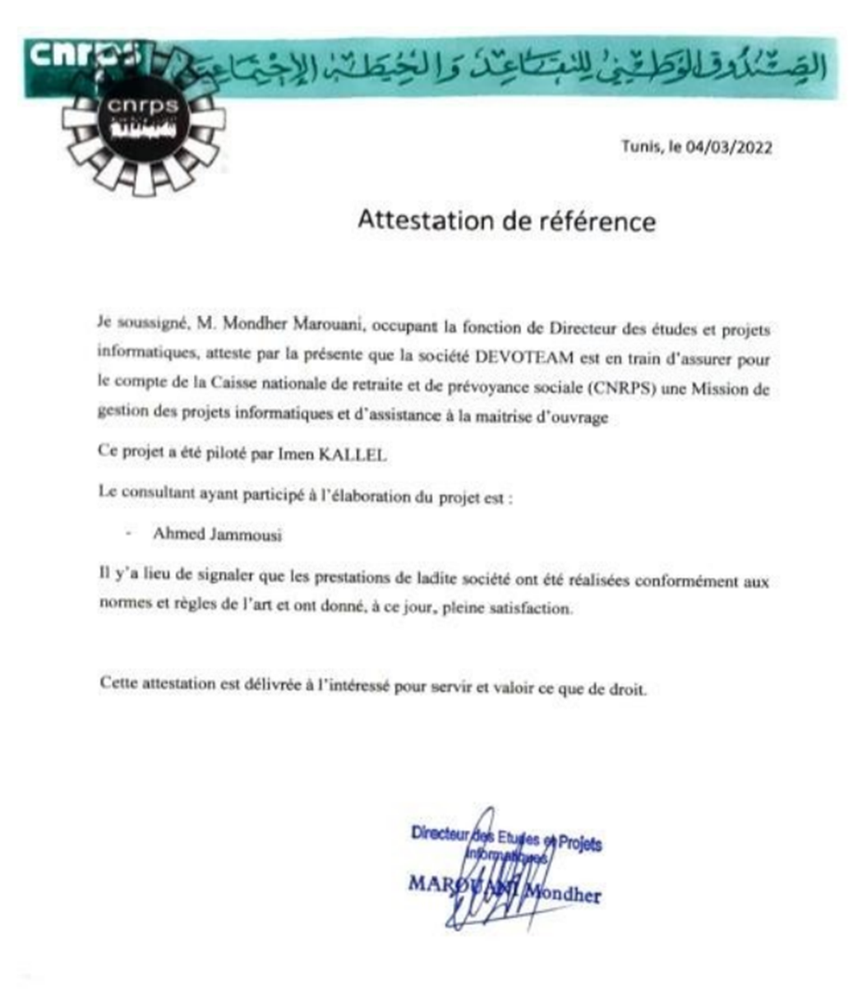 cnrps
الصندوق الوطني للتقاعد والحيطة الإجتماعية
cnrps
Tunis, le 04/03/2022
Attestation de référence
Je soussigné, M. Mondher Marouani, occupant la fonction de Directeur des études et projets
informatiques, atteste par la présente que la société DEVOTEAM est en train d'assurer pour
le compte de la Caisse nationale de retraite et de prévoyance sociale (CNRPS) une Mission de
gestion des projets informatiques et d'assistance à la maitrise d'ouvrage
Ce projet a été piloté par Imen KALLEL
Le consultant ayant participé à l'élaboration du projet est :
- Ahmed Jammousi
Il y'a lieu de signaler que les prestations de ladite société ont été réalisées conformément aux
normes et règles de l'art et ont donné, à ce jour, pleine satisfaction.
Cette attestation est délivrée à l'intéressé pour servir et valoir ce que de droit.
Directeur des Etudes et Projets
Informatiques
MAROUANI Mondher